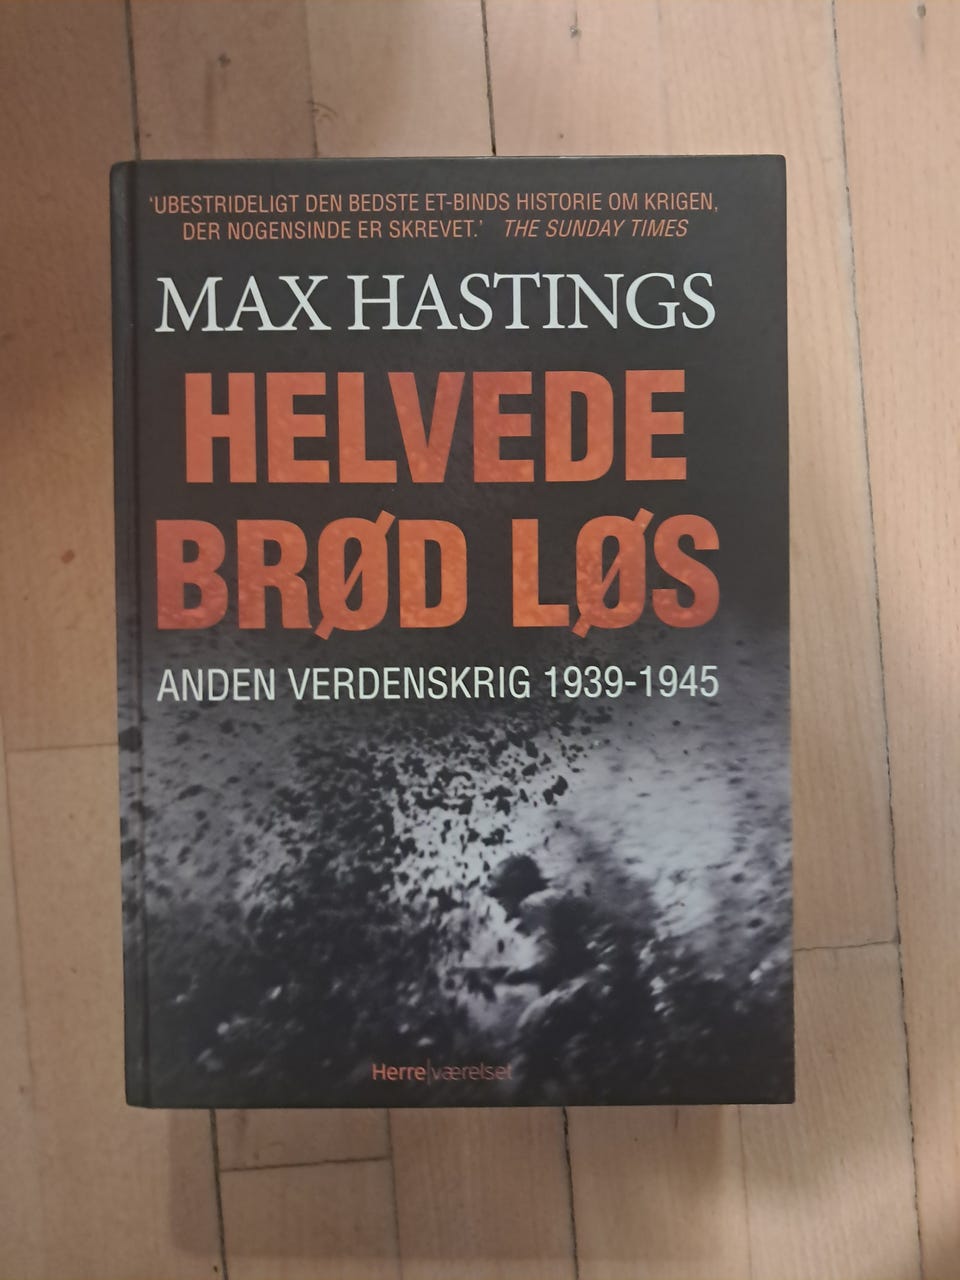 'UBESTRIDELIGT DEN BEDSTE ET-BINDS HISTORIE OM KRIGEN,
DER NOGENSINDE ER SKREVET.' THE SUNDAY TIMES
MAX HASTINGS
HELVEDE
BRØD LØS
ANDEN VERDENSKRIG 1939-1945
Herre|værelset